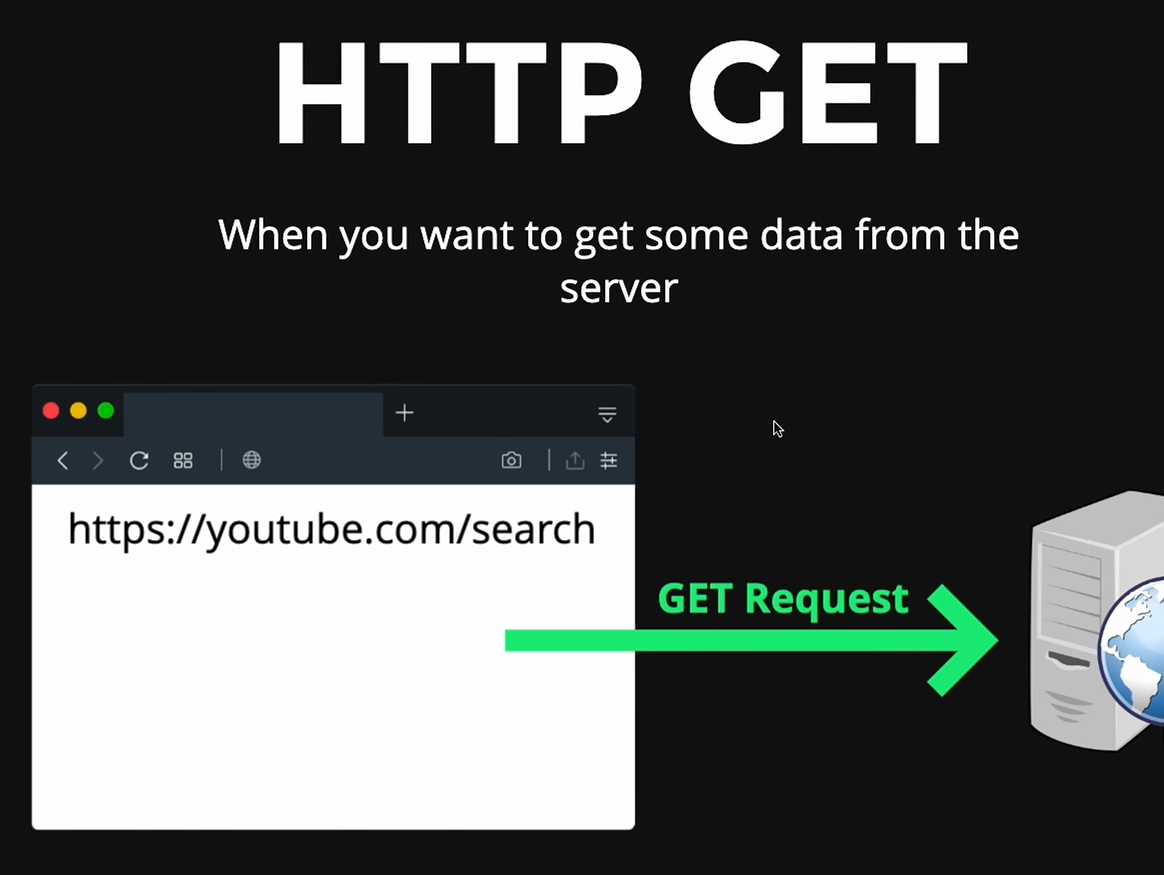 HTTP GET
When you want to get some data from the
server
https://youtube.com/search
GET Request